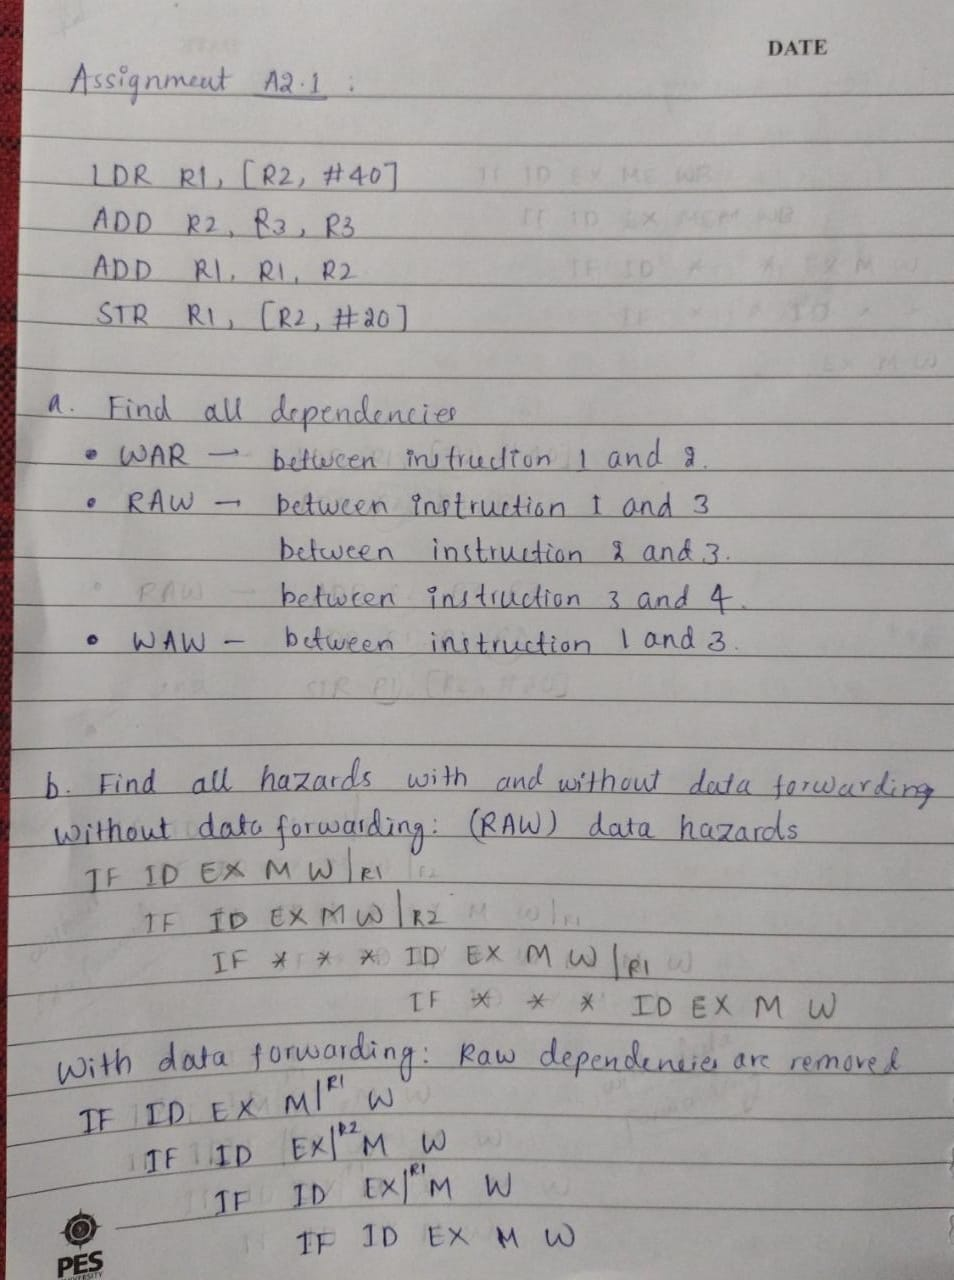 DATE
Assignment A2.1 :
LDR R1, [R2, #40]
ADD R2, R3, R3
ADD R1, R1, R2
STR R1, [R2, #20]
a. Find all dependencies
• WAR → between instruction 1 and 2.
• RAW → between instruction 1 and 3
between instruction 2 and 3.
between instruction 3 and 4.
• WAW - between instruction 1 and 3.
b. Find all hazards with and without data forwarding
Without data forwarding: (RAW) data hazards
IF ID EX M W | R1
IF ID EX M W | R2
IF * * * ID EX M W | R1
IF * * * ID EX M W
With data forwarding: Raw dependencies are removed
IF ID EX M |R1 W
IF ID EX |R2 M W
IF ID EX |R1 M W
IF ID EX M W
PES
UNIVERSITY